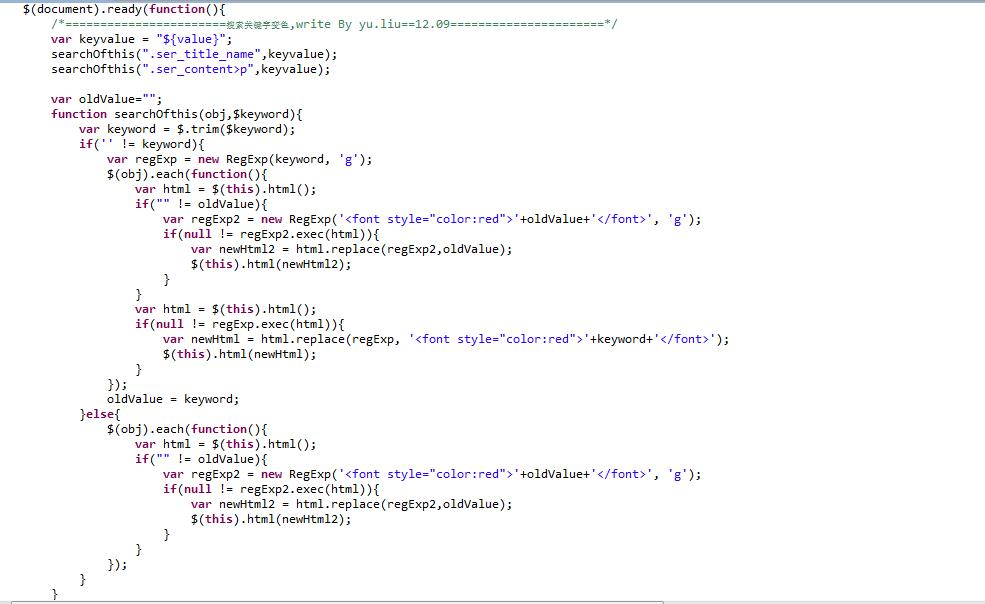 $(document).ready(function(){
/*=======================搜索关键字变色,write By yu.liu==12.09======================*/
var keyvalue = "${value}";
searchOfthis(".ser_title_name",keyvalue);
searchOfthis(".ser_content>p",keyvalue);
var oldValue="";
function searchOfthis(obj,$keyword){
var keyword = $.trim($keyword);
if('' != keyword){
var regExp = new RegExp(keyword, 'g');
$(obj).each(function(){
var html = $(this).html();
if("" != oldValue){
var regExp2 = new RegExp('<font style="color:red">'+oldValue+'</font>', 'g');
if(null != regExp2.exec(html)){
var newHtml2 = html.replace(regExp2,oldValue);
$(this).html(newHtml2);
}
}
var html = $(this).html();
if(null != regExp.exec(html)){
var newHtml = html.replace(regExp, '<font style="color:red">'+keyword+'</font>');
$(this).html(newHtml);
}
});
oldValue = keyword;
}else{
$(obj).each(function(){
var html = $(this).html();
if("" != oldValue){
var regExp2 = new RegExp('<font style="color:red">'+oldValue+'</font>', 'g');
if(null != regExp2.exec(html)){
var newHtml2 = html.replace(regExp2,oldValue);
$(this).html(newHtml2);
}
}
});
}
}